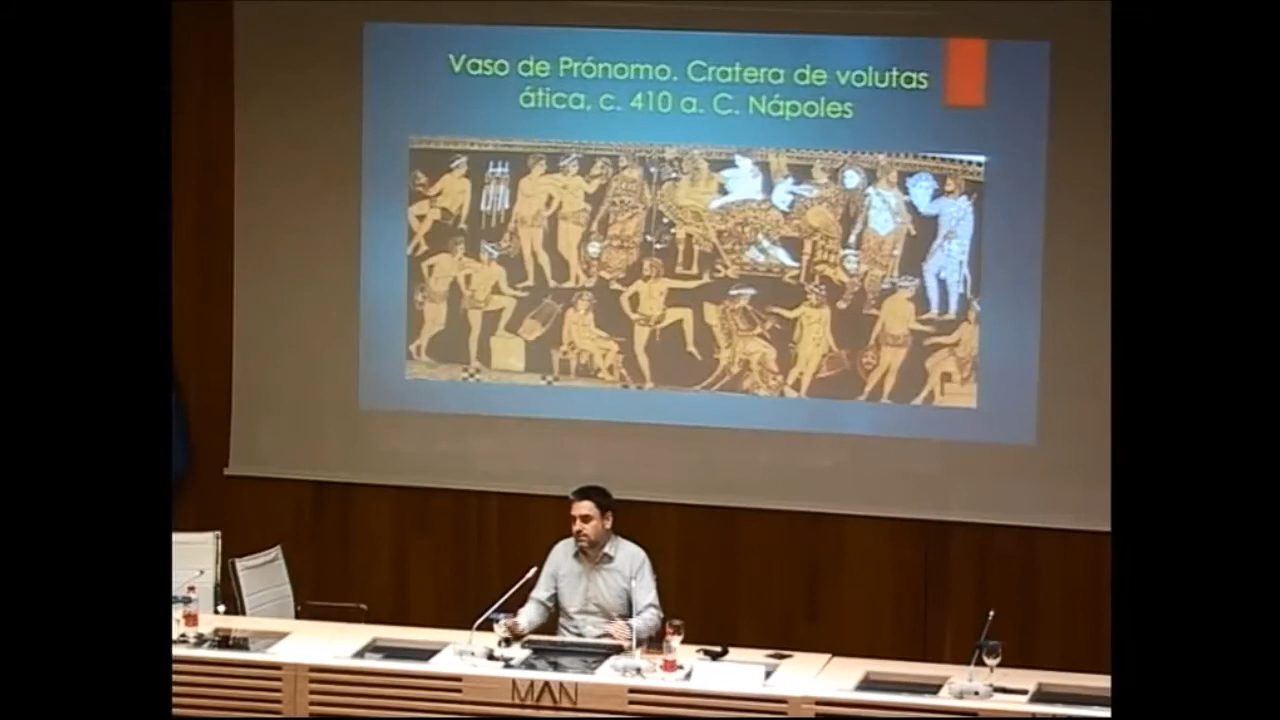 Vaso de Prónomo. Cratera de volutas
ática, c. 410 a. C. Nápoles
MAN